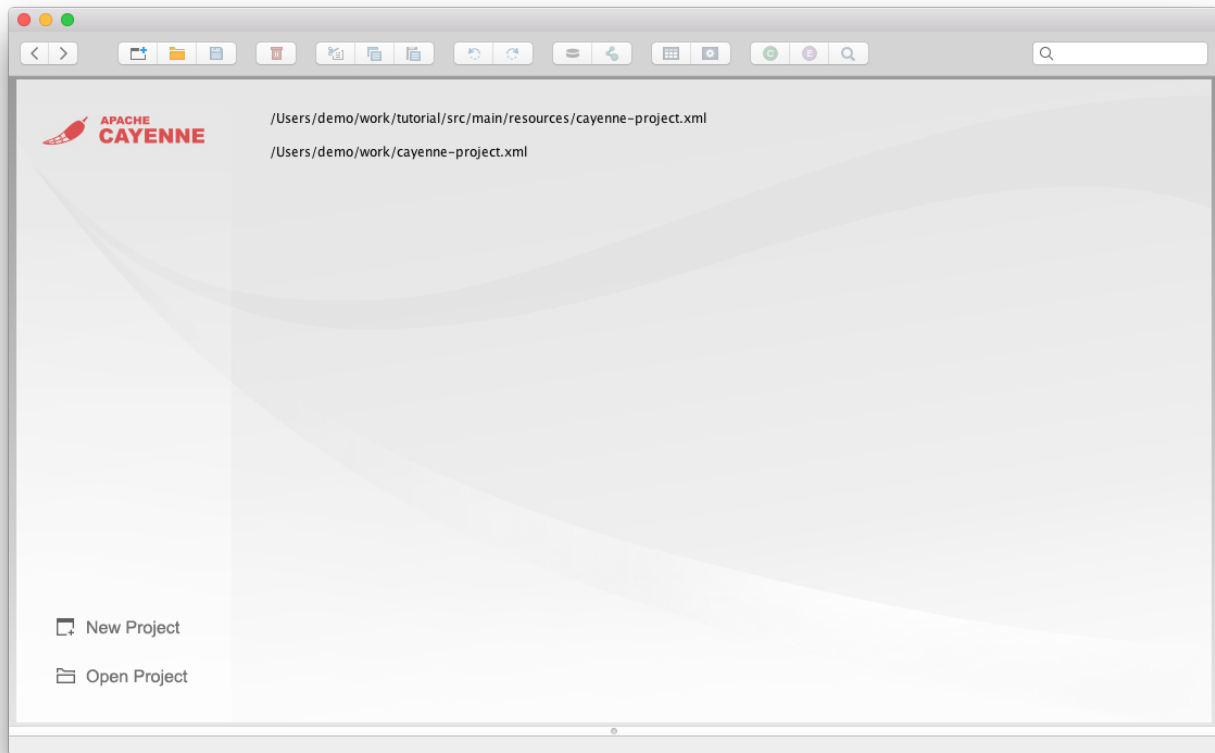 APACHE
CAYENNE
/Users/demo/work/tutorial/src/main/resources/cayenne-project.xml
/Users/demo/work/cayenne-project.xml
New Project
Open Project